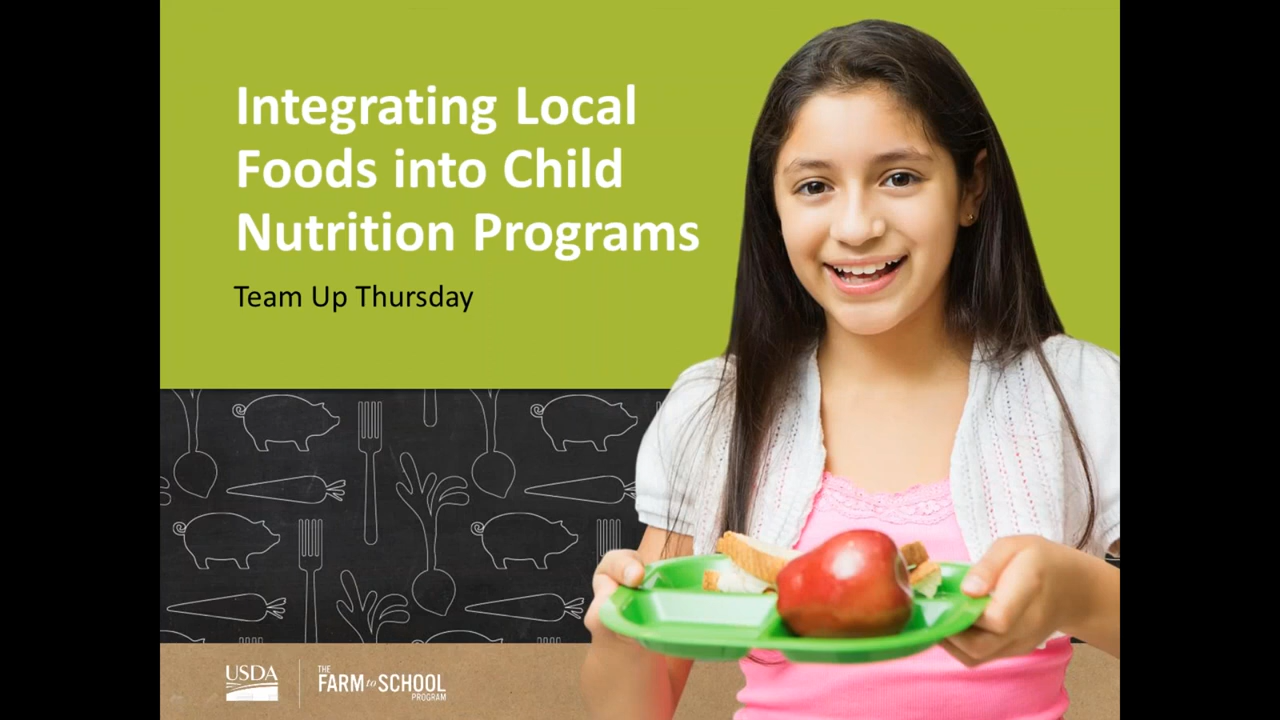 Integrating Local
Foods into Child
Nutrition Programs
Team Up Thursday
USDA
THE
FARM to SCHOOL
PROGRAM